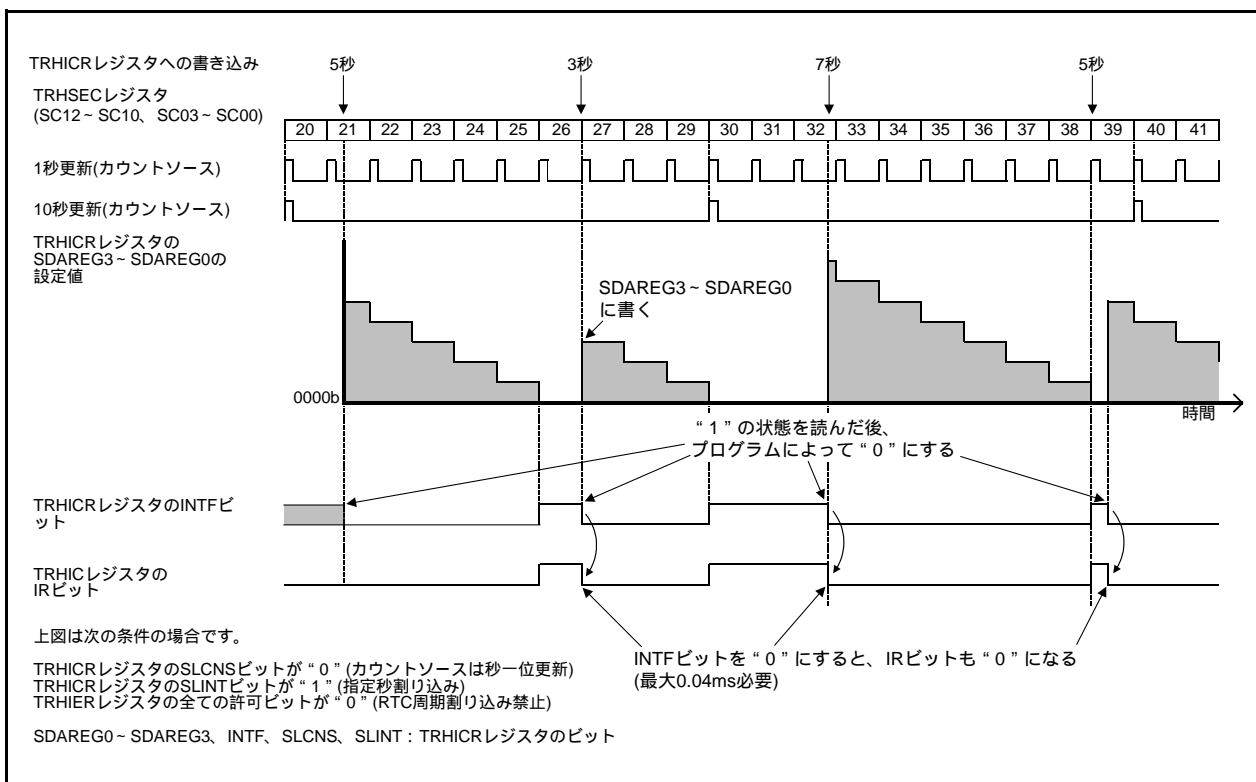 TRHICRレジスタへの書き込み
5秒 3秒 7秒 5秒
TRHSECレジスタ
(SC12~SC10、SC03~SC00)
20 21 22 23 24 25 26 27 28 29 30 31 32 33 34 35 36 37 38 39 40 41
1秒更新(カウントソース)
10秒更新(カウントソース)
TRHICRレジスタの
SDAREG3~SDAREG0の
設定値
SDAREG3~SDAREG0
に書く
0000b
時間
“1”の状態を読んだ後、
プログラムによって“0”にする
TRHICRレジスタのINTFビ
ット
TRHICレジスタの
IRビット
上図は次の条件の場合です。
INTFビットを“0”にすると、IRビットも“0”になる
(最大0.04ms必要)
TRHICRレジスタのSLCNSビットが“0”(カウントソースは秒一位更新)
TRHICRレジスタのSLINTビットが“1”(指定秒割り込み)
TRHIERレジスタの全ての許可ビットが“0”(RTC周期割り込み禁止)
SDAREG0~SDAREG3、INTF、SLCNS、SLINT:TRHICRレジスタのビット